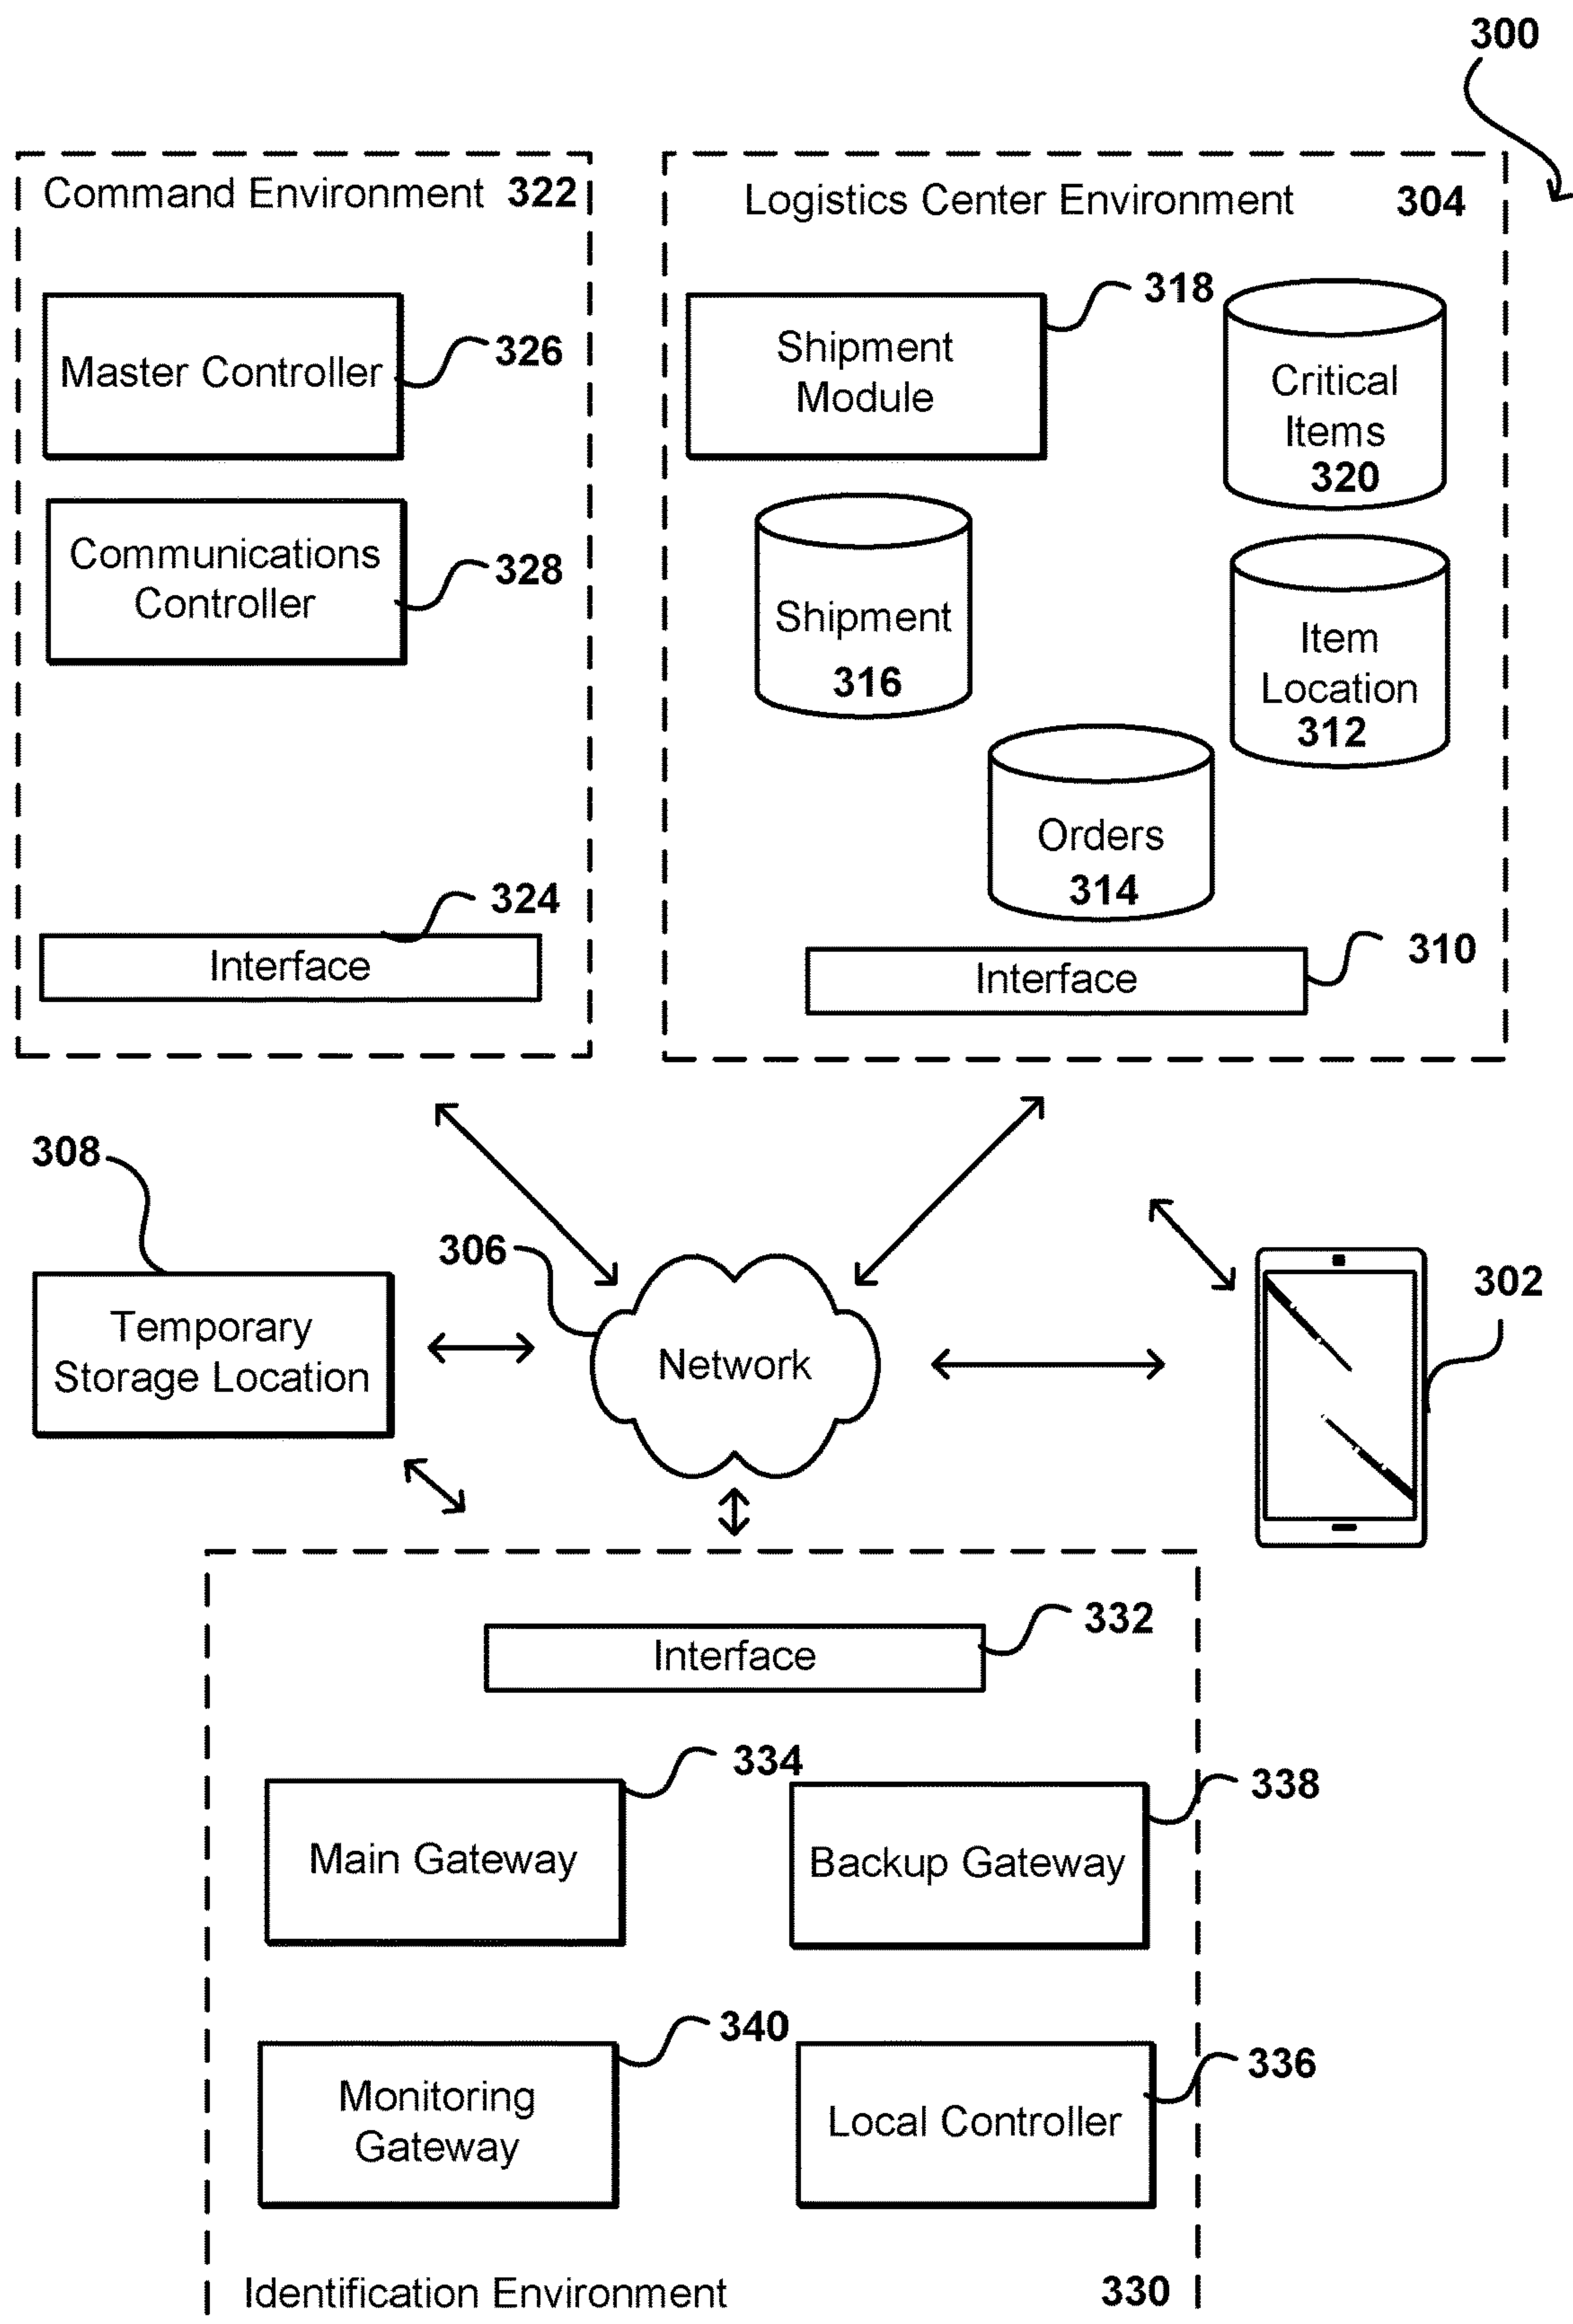 300
Command Environment 322
Logistics Center Environment 304
Master Controller
326
Shipment
Module
318
Critical
Items
320
Communications
Controller
328
Shipment
316
Item
Location
312
Orders
314
324
Interface
310
Interface
308
Temporary
Storage Location
306
Network
302
332
Interface
334
Main Gateway
338
Backup Gateway
340
Monitoring
Gateway
336
Local Controller
Identification Environment 330